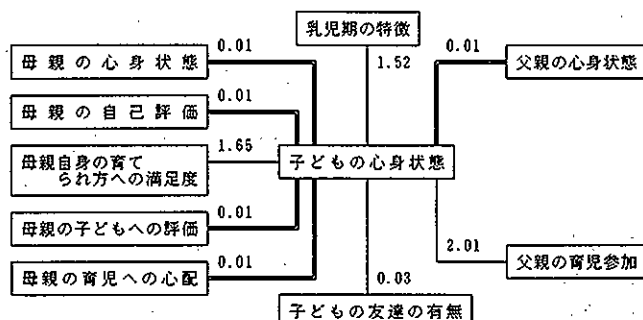 乳児期の特徴
1.52
母親の心身状態
0.01
母親の自己評価
0.01
母親自身の育て
られ方への満足度
1.65
母親の子どもへの評価
0.01
母親の育児への心配
0.01
子どもの心身状態
0.01
父親の心身状態
2.01
父親の育児参加
0.03
子どもの友達の有無